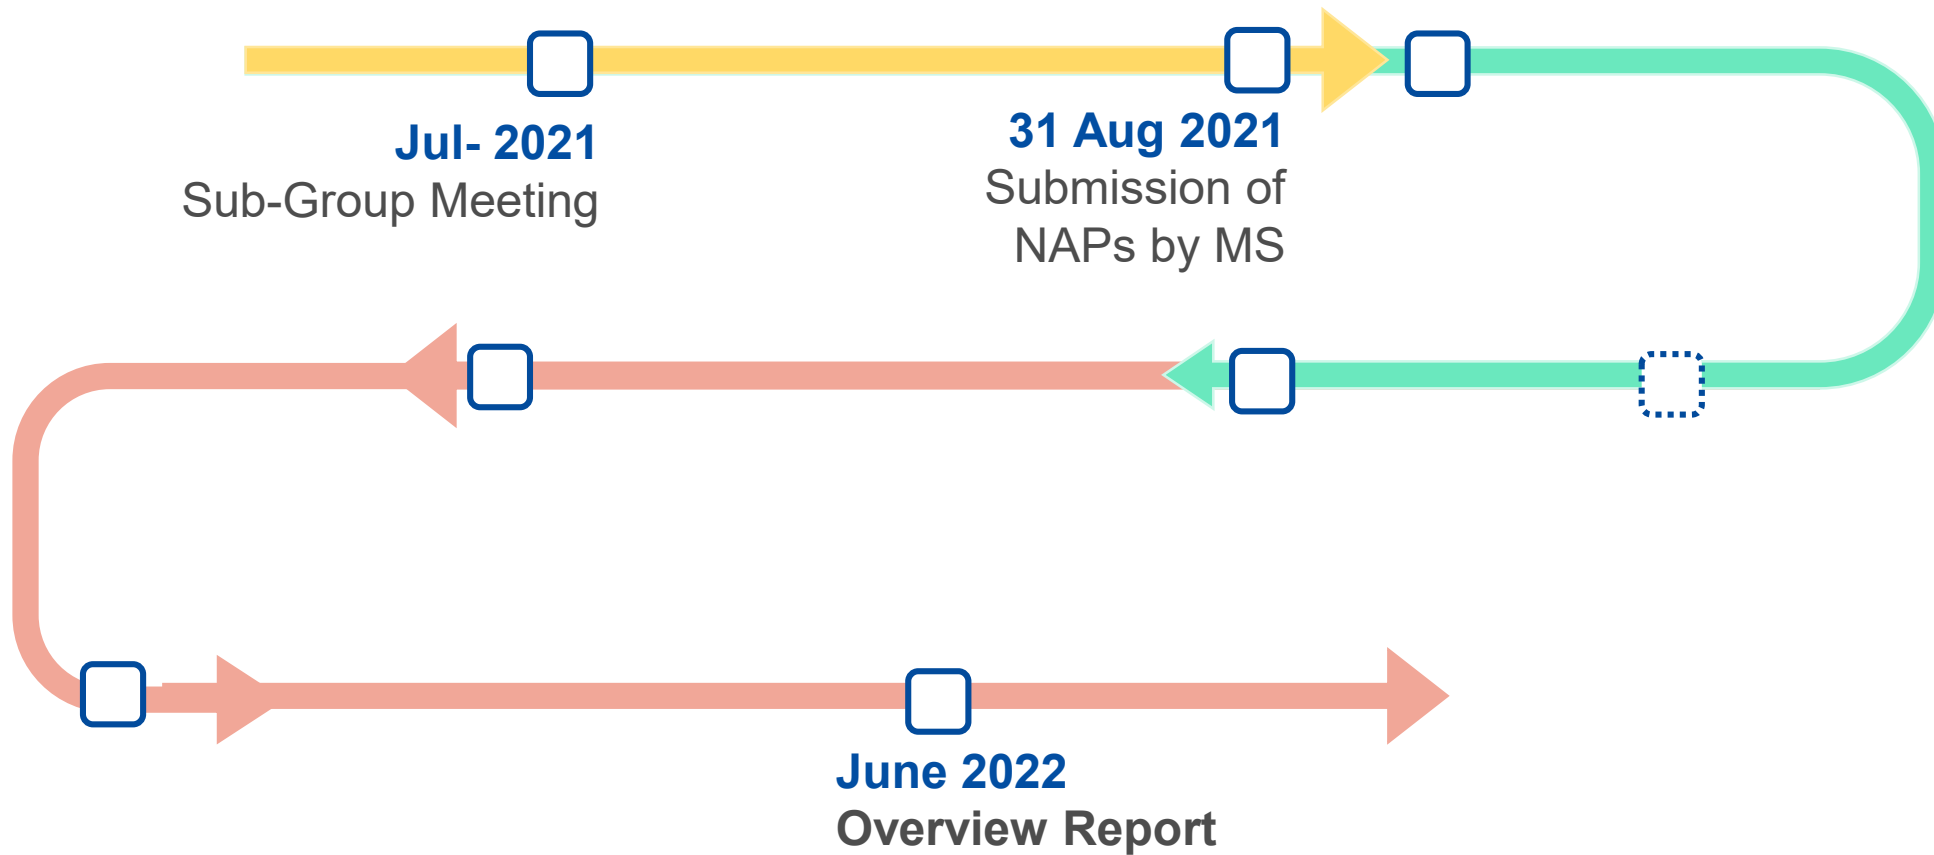 Jul- 2021
Sub-Group Meeting
31 Aug 2021
Submission of
NAPs by MS
June 2022
Overview Report